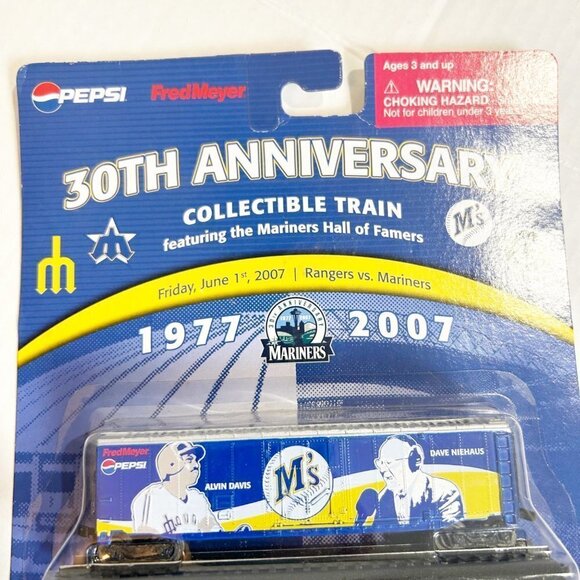 PEPSI
FredMeyer
Ages 3 and up
WARNING:
CHOKING HAZARD
Not for children under 3
30TH ANNIVERSARY
COLLECTIBLE TRAIN
featuring the Mariners Hall of Famers
M's
Friday, June 1st, 2007 | Rangers vs. Mariners
1977
2007
ANNIVERSARY
MARINERS
FredMeyer
PEPSI
ALVIN DAVIS
M's
DAVE NIEHAUS